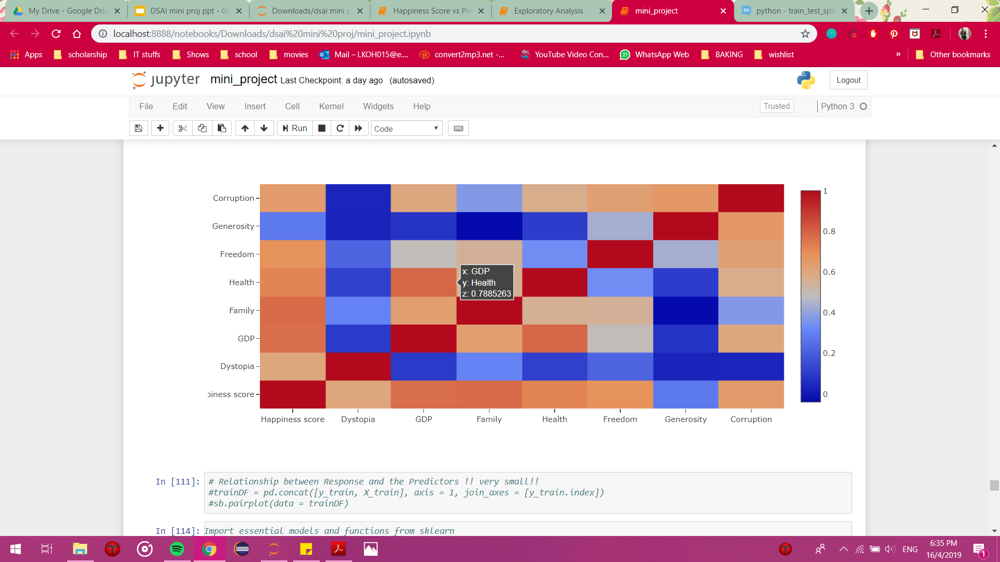 My Drive - Google Driv
DSAI mini proj ppt - Go
Downloads/dsai mini p
Happiness Score vs Pre
Exploratory Analysis
mini_project
python - train_test_spli
localhost:8888/notebooks/Downloads/dsai%20mini%20proj/mini_project.ipynb
Apps
scholarship
IT stuffs
Shows
school
movies
Mail – LKOH015@e....
convert2mp3.net -...
YouTube Video Con...
WhatsApp Web
BAKING
wishlist
»
Other bookmarks
jupyter mini_project Last Checkpoint: a day ago (autosaved)
Logout
File Edit View Insert Cell Kernel Widgets Help
Trusted
Python 3
Run
Code
Corruption
Generosity
Freedom
Health
Family
GDP
Dystopia
piness score
x: GDP
y: Health
z: 0.7885263
1
0.8
0.6
0.4
0.2
0
Happiness score Dystopia GDP Family Health Freedom Generosity Corruption
In [111]: # Relationship between Response and the Predictors !! very small!!
#trainDF = pd.concat([y_train, X_train], axis = 1, join_axes = [y_train.index])
#sb.pairplot(data = trainDF)
In [114]: Import essential models and functions from sklearn
ENG
6:35 PM
16/4/2019
1